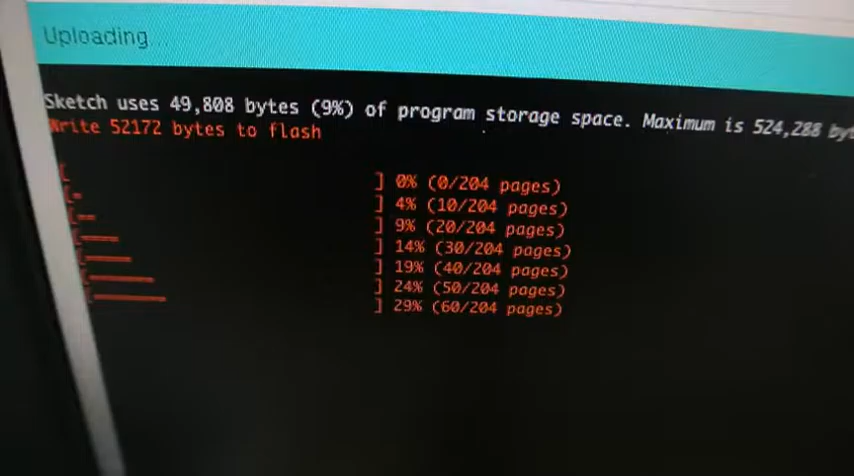 Uploading...
Sketch uses 49,808 bytes (9%) of program storage space. Maximum is 524,288
Write 52172 bytes to flash
[ ] 0% (0/204 pages)
[= ] 4% (10/204 pages)
[== ] 9% (20/204 pages)
[==== ] 14% (30/204 pages)
[===== ] 19% (40/204 pages)
[======= ] 24% (50/204 pages)
[======== ] 29% (60/204 pages)